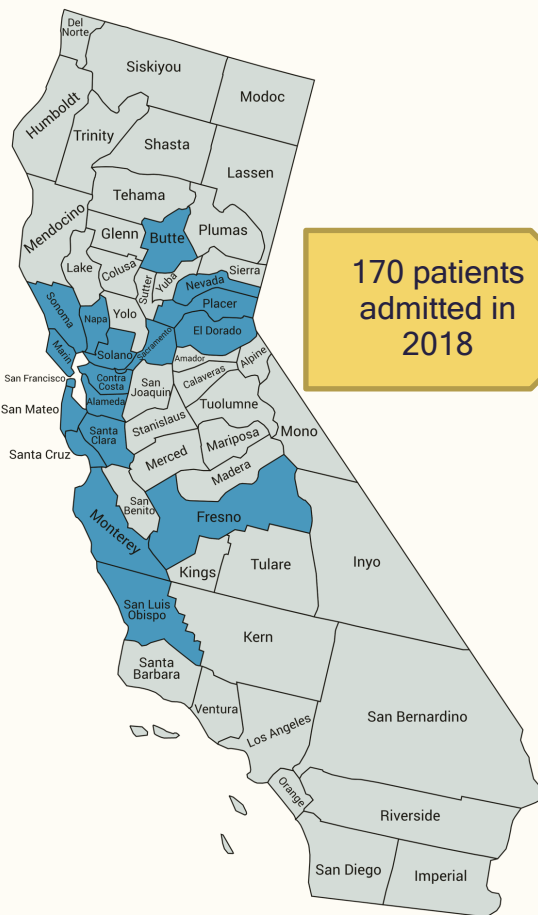 Del
Norte
Siskiyou
Modoc
Humboldt
Trinity
Shasta
Lassen
Tehama
Mendocino
Glenn
Butte
Plumas
Lake
Colusa
Sutter
Yuba
Sierra
Nevada
Placer
170 patients
admitted in
2018
Sonoma
Napa
Yolo
El Dorado
Sacramento
Marin
Solano
Amador
Alpine
San Francisco
Contra
Costa
San
Joaquin
Calaveras
Alameda
Tuolumne
San Mateo
Santa
Clara
Stanislaus
Mono
Santa Cruz
Merced
Mariposa
Madera
San
Benito
Monterey
Fresno
Kings
Tulare
Inyo
San Luis
Obispo
Kern
Santa
Barbara
Ventura
Los Angeles
San Bernardino
Orange
Riverside
San Diego
Imperial